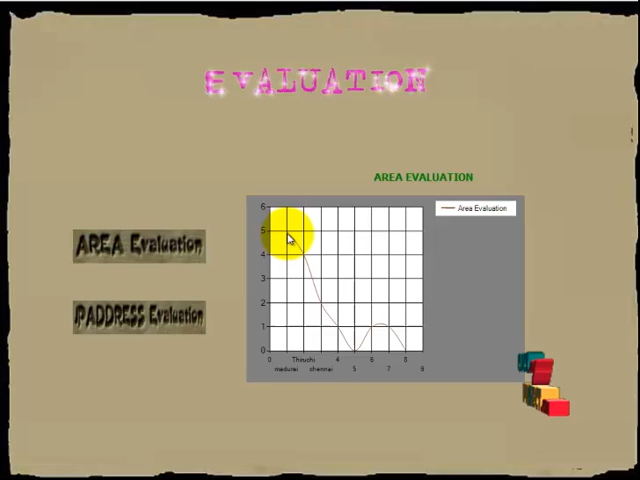 EVALUATION
AREA EVALUATION
AREA Evaluation
IPADDRESS Evaluation
Area Evaluation
6
5
4
3
2
1
0
0 Thiruchi 4 6 8
madurai chennai 5 7 9